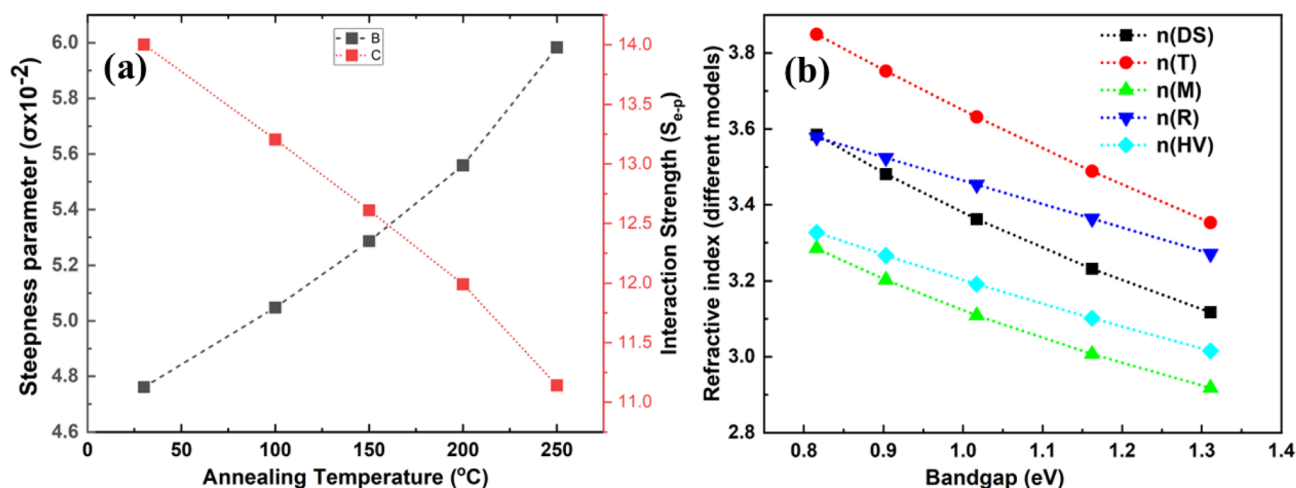 (a)
B
C
Steepness parameter (σx10⁻²)
6.0
5.8
5.6
5.4
5.2
5.0
4.8
4.6
0
50
100
150
200
250
Annealing Temperature (ᵒC)
14.0
13.5
13.0
12.5
12.0
11.5
11.0
Interaction Strength (Sₑ₋ₚ)
(b)
n(DS)
n(T)
n(M)
n(R)
n(HV)
Refractive index (different models)
3.8
3.6
3.4
3.2
3.0
2.8
0.8
0.9
1.0
1.1
1.2
1.3
1.4
Bandgap (eV)